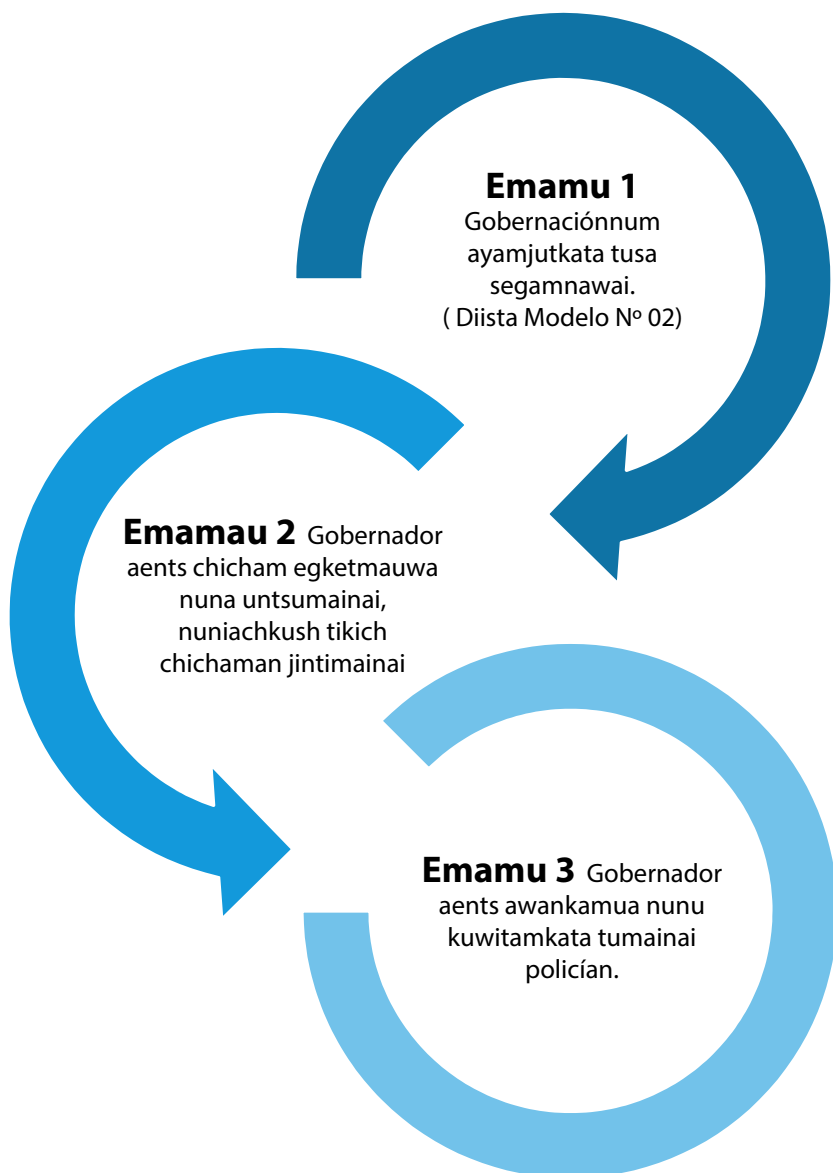 Emamu 1
Gobernaciónnum
ayamjutkata tusa
segamnawai.
( Diista Modelo Nº 02)
Emamau 2 Gobernador
aents chicham egketmauwa
nuna untsumainai,
nuniachkush tikich
chichaman jintimainai
Emamu 3 Gobernador
aents awankamua nunu
kuwitamkata tumainai
policían.